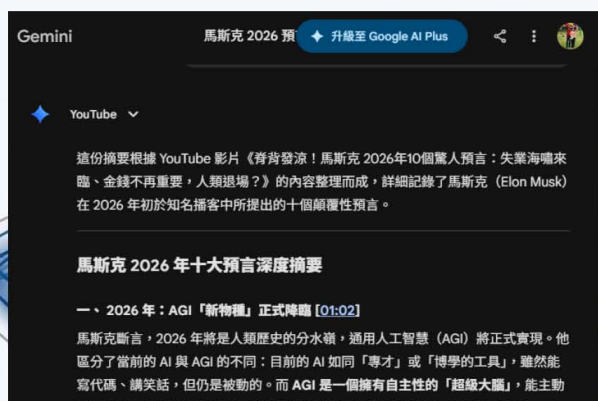 Gemini
馬斯克 2026 預
升級至 Google AI Plus
YouTube
這份摘要根據 YouTube 影片《脊背發涼！馬斯克 2026年10個驚人預言：失業海嘯來
臨、金錢不再重要，人類退場？》的內容整理而成，詳細記錄了馬斯克（Elon Musk）
在 2026 年初於知名播客中所提出的十個顛覆性預言。
馬斯克 2026 年十大預言深度摘要
一、2026 年：AGI「新物種」正式降臨 [01:02]
馬斯克斷言，2026 年將是人類歷史的分水嶺，通用人工智慧（AGI）將正式實現。他
區分了當前的 AI 與 AGI 的不同：目前的 AI 如同「專才」或「博學的工具」，雖然能
寫代碼、講笑話，但仍是被動的。而 AGI 是一個擁有自主性的「超級大腦」，能主動